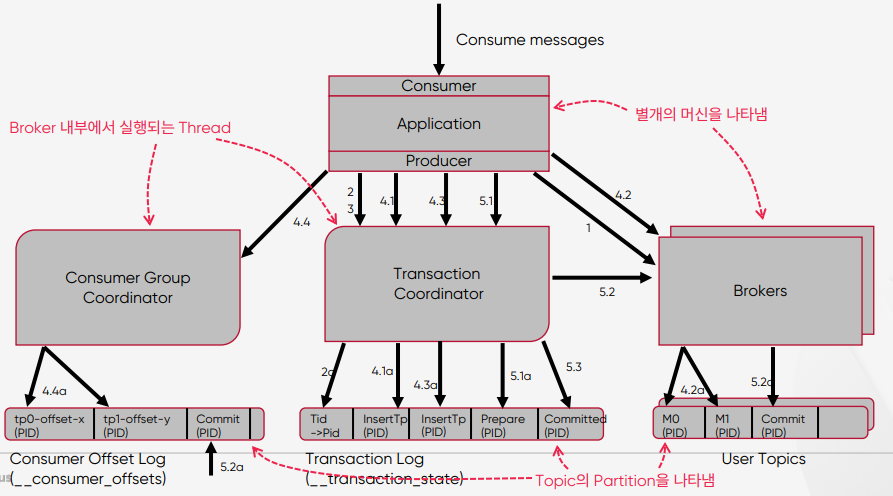 Consume messages
Consumer
Application
Producer
Broker 내부에서 실행되는 Thread
별개의 머신을 나타냄
4.4
2
3
4.1
4.3
5.1
4.2
1
Consumer Group
Coordinator
Transaction
Coordinator
5.2
Brokers
4.4a
2a
4.1a
4.3a
5.1a
5.3
4.2a
5.2a
tp0-offset-x
(PID)
tp1-offset-y
(PID)
Commit
(PID)
Tid
->Pid
InsertTp
(PID)
InsertTp
(PID)
Prepare
(PID)
Committed
(PID)
M0
(PID)
M1
(PID)
Commit
(PID)
Consumer Offset Log
(__consumer_offsets)
5.2a
Transaction Log
(__transaction_state)
User Topics
Topic의 Partition을 나타냄